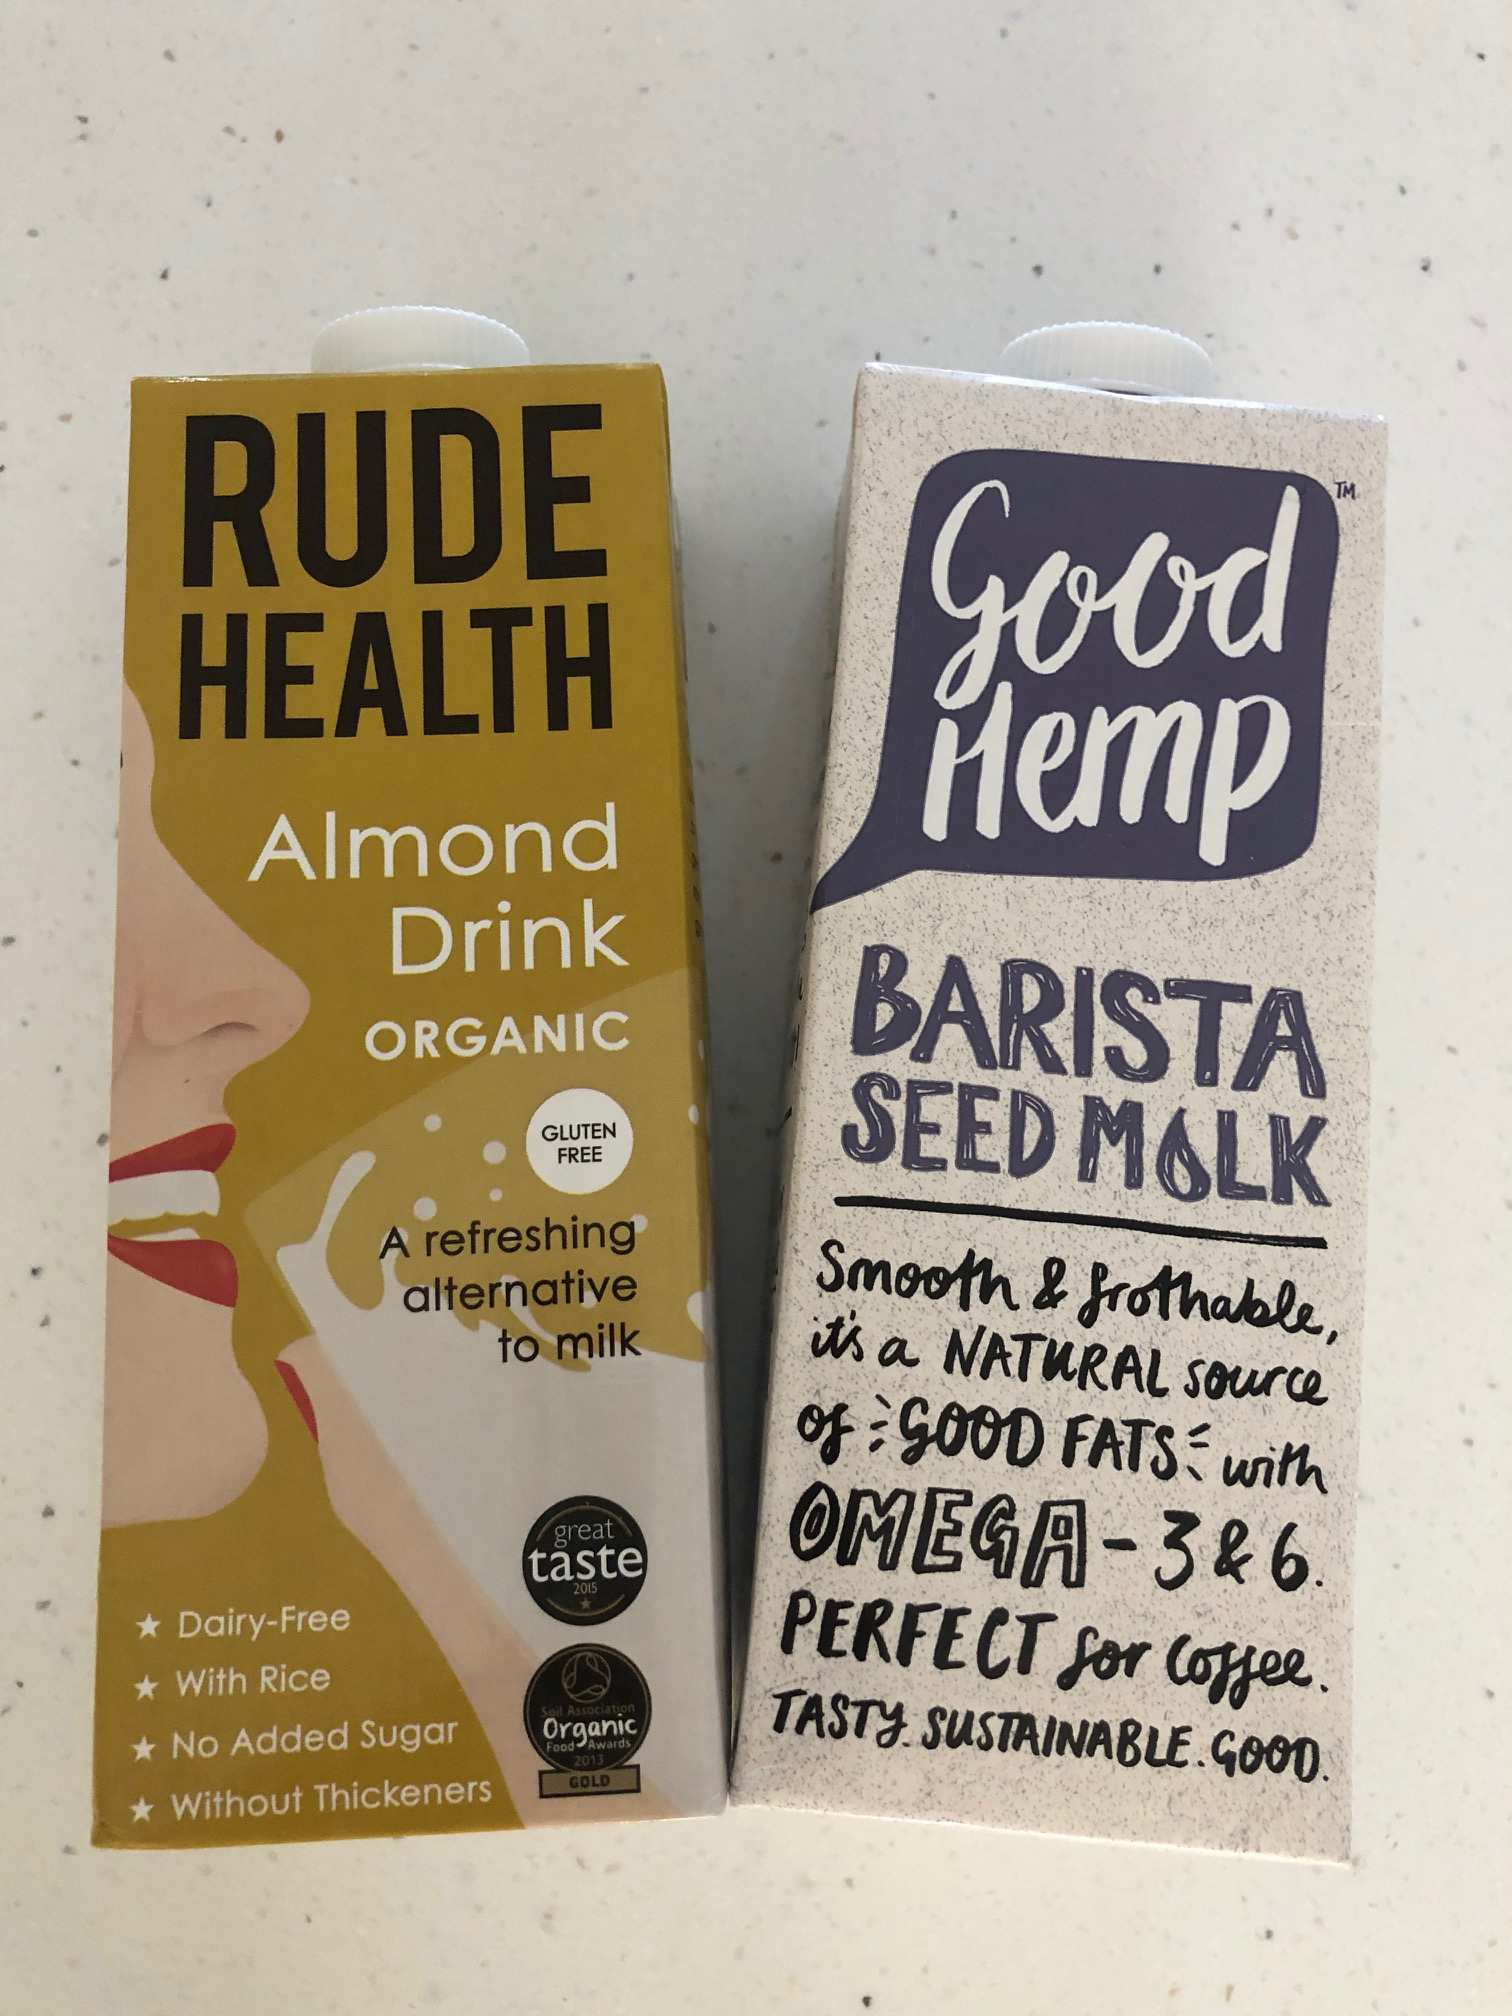 RUDE
HEALTH
Almond
Drink
ORGANIC
GLUTEN
FREE
A refreshing
alternative
to milk
great
taste
2015
Soil Association
Organic
Food Awards
2013
GOLD
Dairy-Free
With Rice
No Added Sugar
Without Thickeners
Good
Hemp
TM
BARISTA
SEED MLK
Smooth & frothable,
it's a NATURAL source
of GOOD FATS with
OMEGA-3 & 6.
PERFECT for coffee.
TASTY. SUSTAINABLE. GOOD.